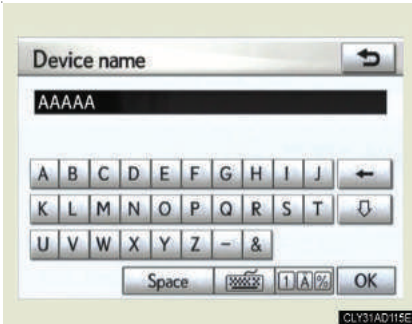 Device name
AAAAA
A B C D E F G H I J
K L M N O P Q R S T
U V W X Y Z - &
Space 1 Á % OK
CLY31AD115E